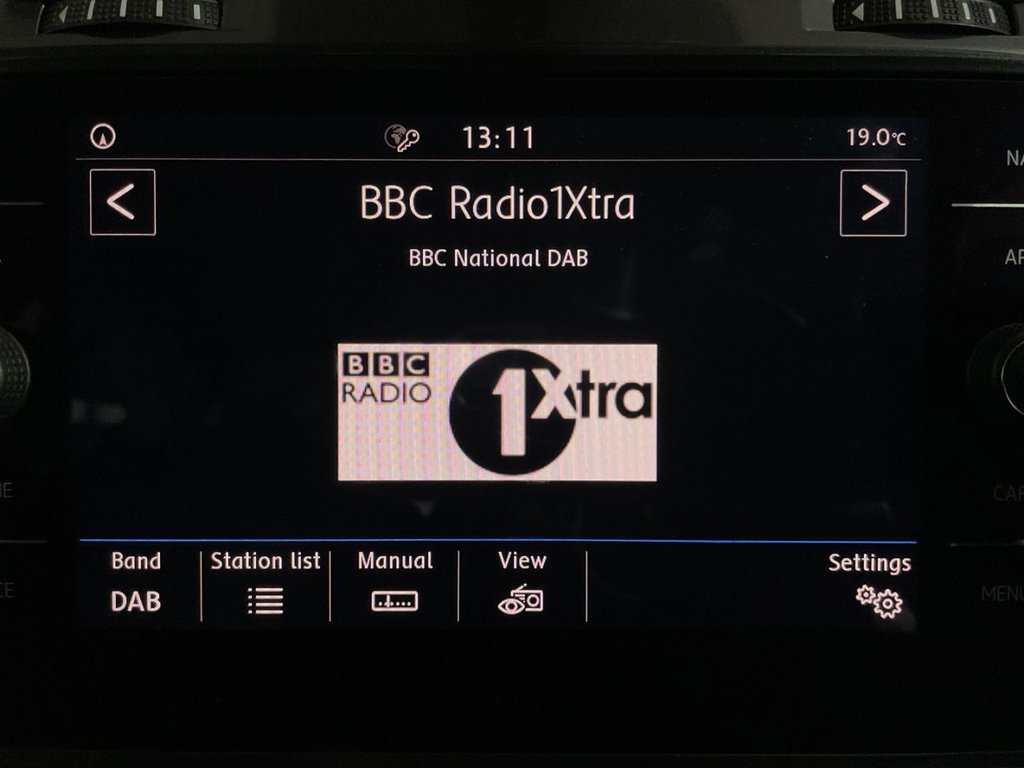 13:11
19.0°C
<
BBC Radio1Xtra
>
BBC National DAB
BBC
RADIO
1Xtra
Band
Station list
Manual
View
Settings
DAB
MENU